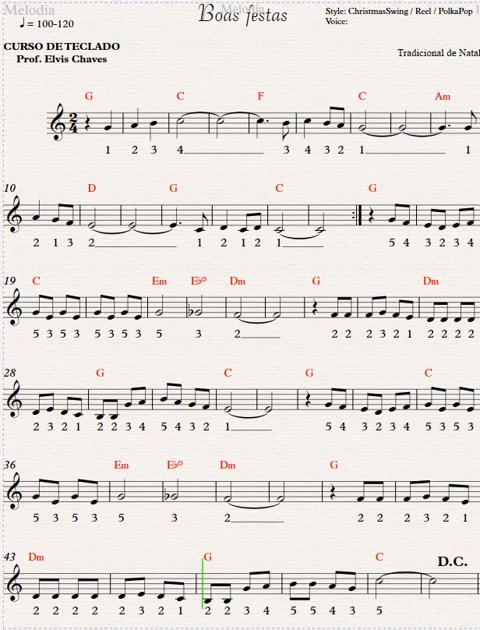 Melodia
Boas festas
Melodia
♩ = 100-120
Style: ChristmasSwing / Reel / PolkaPop
Voice:
CURSO DE TECLADO
Prof. Elvis Chaves
Tradicional de Natal
G C F C Am
2 4
1 2 3 4 3 4 3 2 1 1
10
D G C G
2 1 3 2 1 2 1 2 1 5 4 3 2 3 4
19
C Em Ebº Dm G Dm
5 3 5 3 5 3 5 3 5 3 2 2 2 2 3 2 1 2 2 2 2
28
G C G C
2 3 2 1 2 2 3 4 5 4 3 2 1 5 4 3 2 3 4 5 3 5 3
36
Em Ebº Dm G
5 3 5 3 5 3 2 2 2 2 3 2 1
43
Dm G C D.C.
2 2 2 2 2 3 2 1 2 2 3 4 5 5 4 3 5